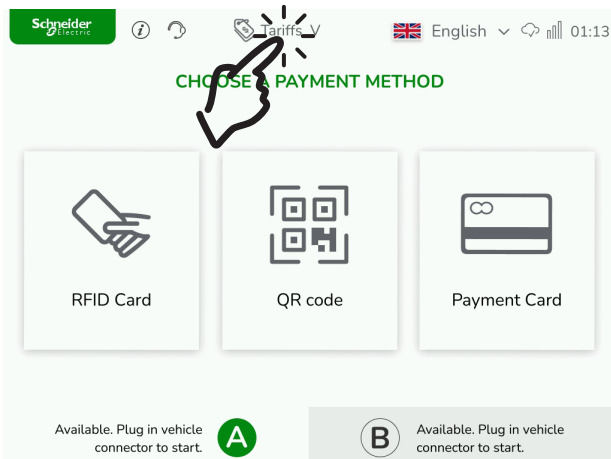 Schneider
Electric
i
Tariffs V
English
01:13
CHOOSE A PAYMENT METHOD
RFID Card
QR code
Payment Card
Available. Plug in vehicle
connector to start.
A
B
Available. Plug in vehicle
connector to start.